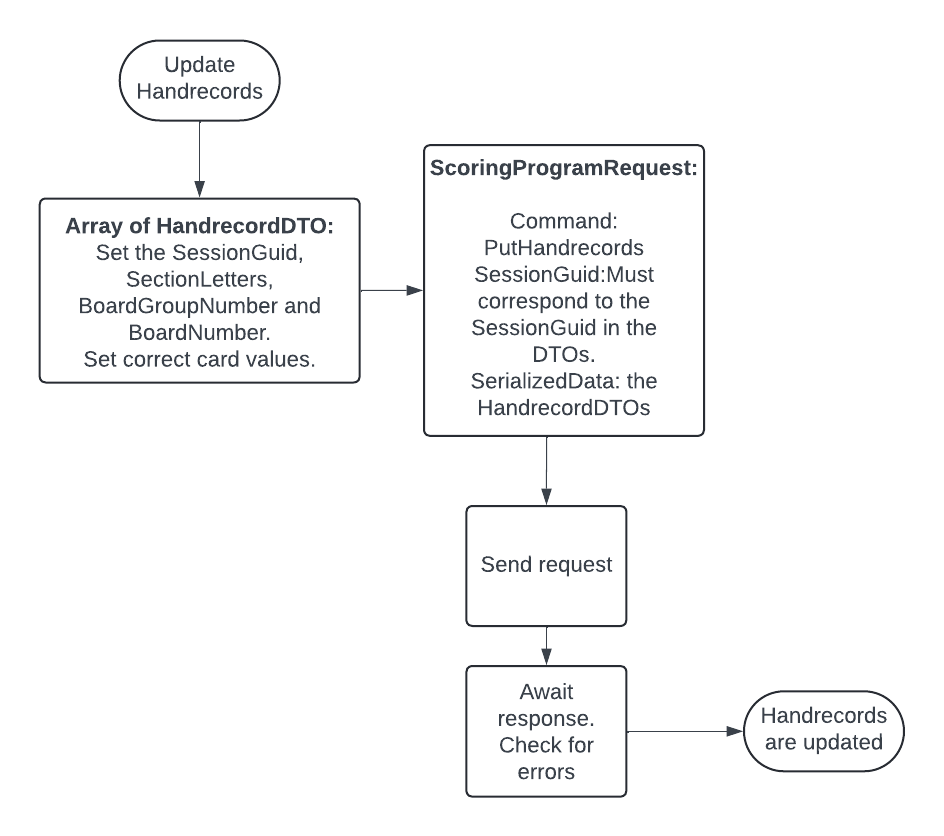 Update
Handrecords
Array of HandrecordDTO:
Set the SessionGuid,
SectionLetters,
BoardGroupNumber and
BoardNumber.
Set correct card values.
ScoringProgramRequest:
Command:
PutHandrecords
SessionGuid:Must
correspond to the
SessionGuid in the
DTOs.
SerializedData: the
HandrecordDTOs
Send request
Await
response.
Check for
errors
Handrecords
are updated